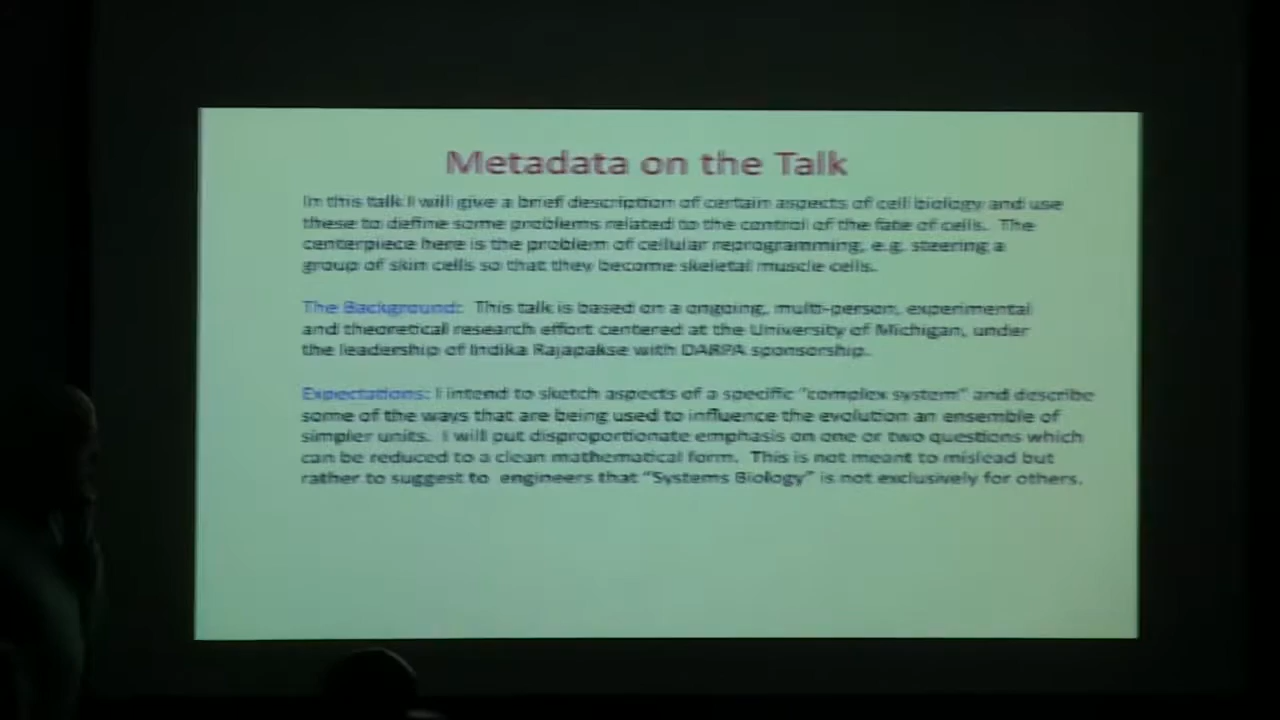 Metadata on the Talk
In this talk I will give a brief description of certain aspects of cell biology and use
these to define some problems related to the control of the fate of cells. The
centerpiece here is the problem of cellular reprogramming, e.g. steering a
group of skin cells so that they become skeletal muscle cells.
The Background: This talk is based on a ongoing, multi-person, experimental
and theoretical research effort centered at the University of Michigan, under
the leadership of Indika Rajapakse with DARPA sponsorship.
Expectations: I intend to sketch aspects of a specific "complex system" and describe
some of the ways that are being used to influence the evolution an ensemble of
simpler units. I will put disproportionate emphasis on one or two questions which
can be reduced to a clean mathematical form. This is not meant to mislead but
rather to suggest to engineers that "Systems Biology" is not exclusively for others.